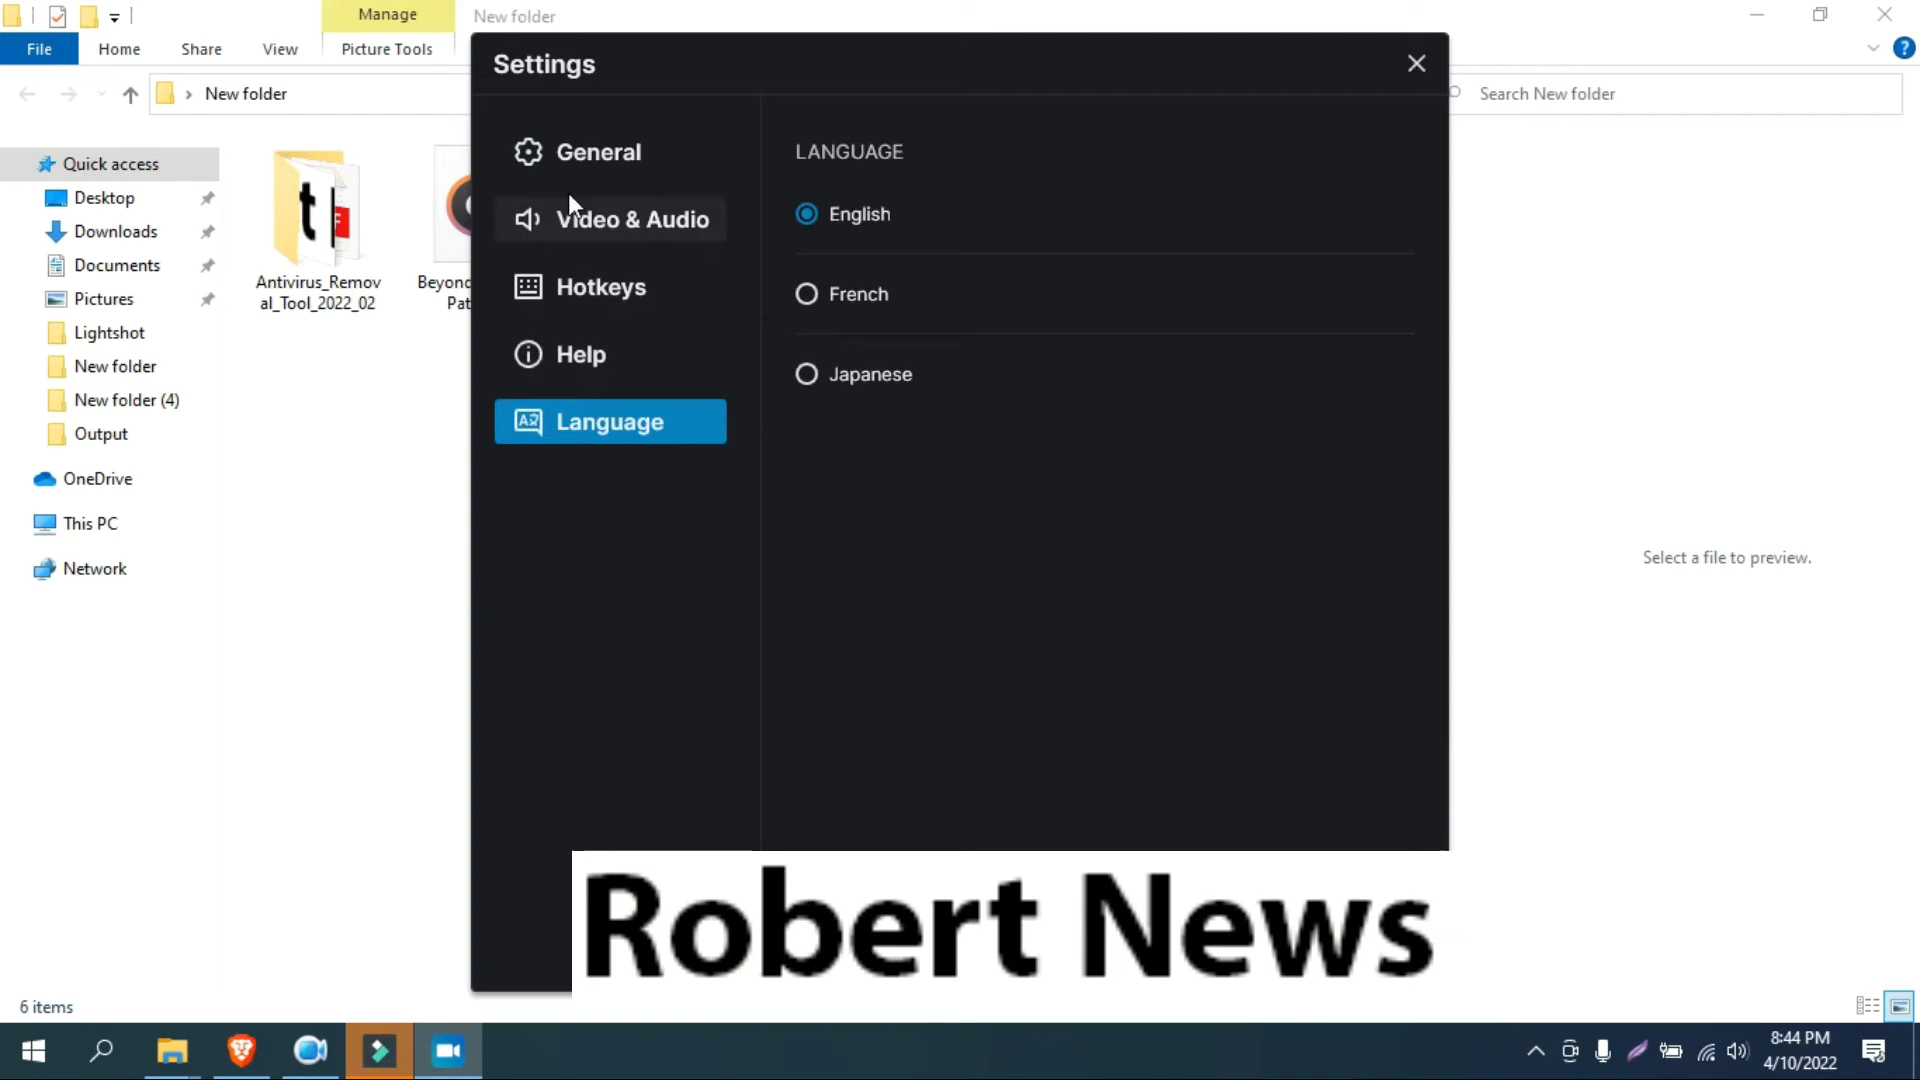 Manage
New folder
File
Home
Share
View
Picture Tools
New folder
Search New folder
Settings
General
Video & Audio
Hotkeys
Help
Language
LANGUAGE
English
French
Japanese
Quick access
Desktop
Downloads
Documents
Pictures
Lightshot
New folder
New folder (4)
Output
OneDrive
This PC
Network
Antivirus_Remov
al_Tool_2022_02
Beyond
Pat
Select a file to preview.
Robert News
6 items
8:44 PM
4/10/2022